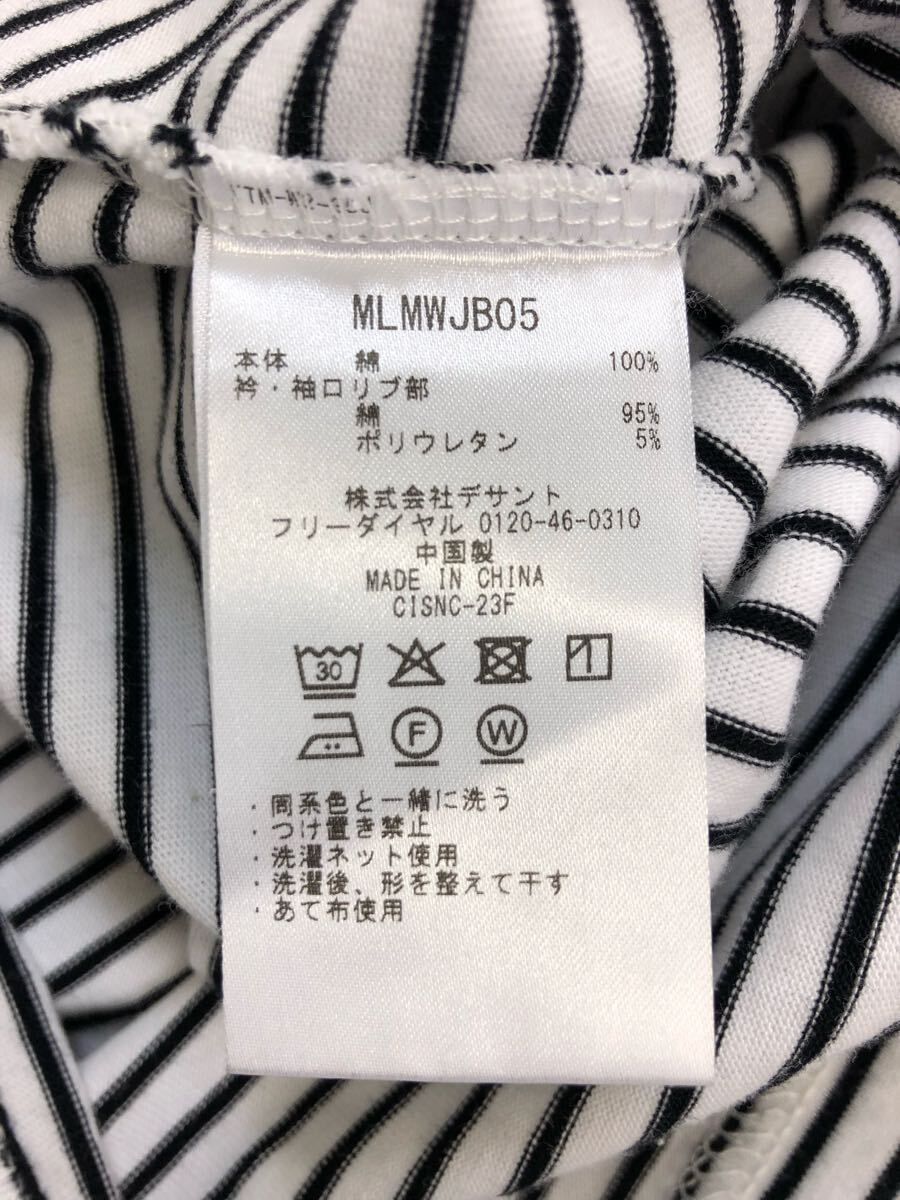 MLMWJB05
本体 綿 100%
衿・袖口リブ部
綿 95%
ポリウレタン 5%
株式会社デサント
フリーダイヤル 0120-46-0310
中国製
MADE IN CHINA
CISNC-23F
30
F W
・同系色と一緒に洗う
・つけ置き禁止
・洗濯ネット使用
・洗濯後、形を整えて干す
・あて布使用